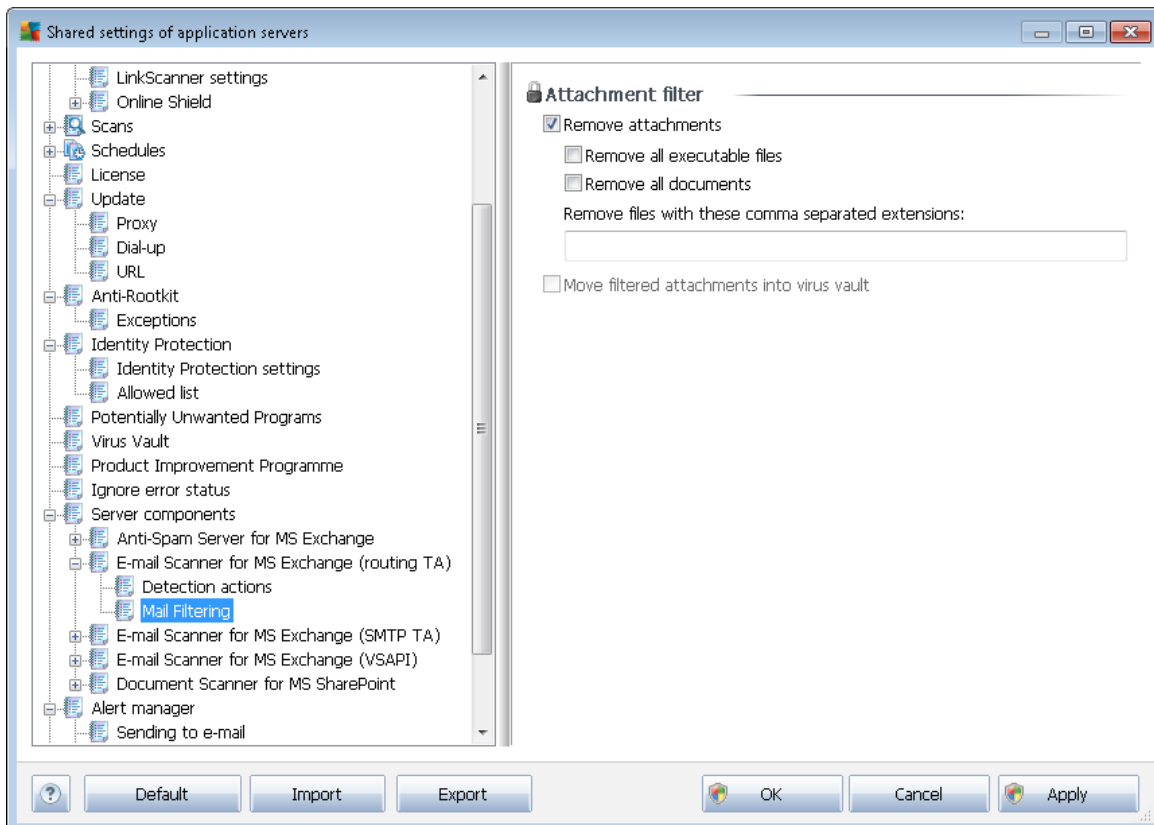 Shared settings of application servers
LinkScanner settings
Online Shield
Scans
Schedules
License
Update
Proxy
Dial-up
URL
Anti-Rootkit
Exceptions
Identity Protection
Identity Protection settings
Allowed list
Potentially Unwanted Programs
Virus Vault
Product Improvement Programme
Ignore error status
Server components
Anti-Spam Server for MS Exchange
E-mail Scanner for MS Exchange (routing TA)
Detection actions
Mail Filtering
E-mail Scanner for MS Exchange (SMTP TA)
E-mail Scanner for MS Exchange (VSAPI)
Document Scanner for MS SharePoint
Alert manager
Sending to e-mail
Attachment filter
Remove attachments
Remove all executable files
Remove all documents
Remove files with these comma separated extensions:
Move filtered attachments into virus vault
? Default Import Export OK Cancel Apply